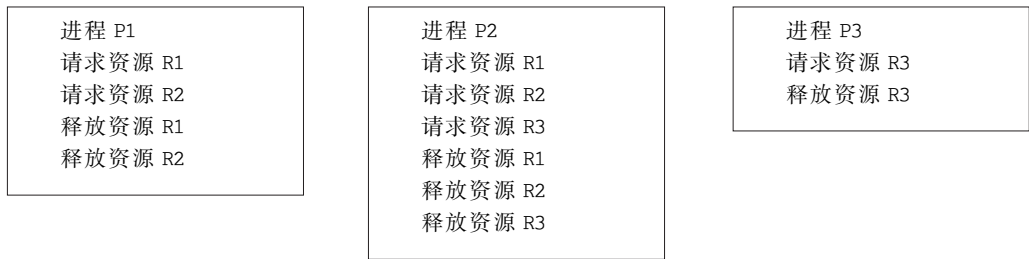 进程 P1
请求资源 R1
请求资源 R2
释放资源 R1
释放资源 R2
进程 P2
请求资源 R1
请求资源 R2
请求资源 R3
释放资源 R1
释放资源 R2
释放资源 R3
进程 P3
请求资源 R3
释放资源 R3